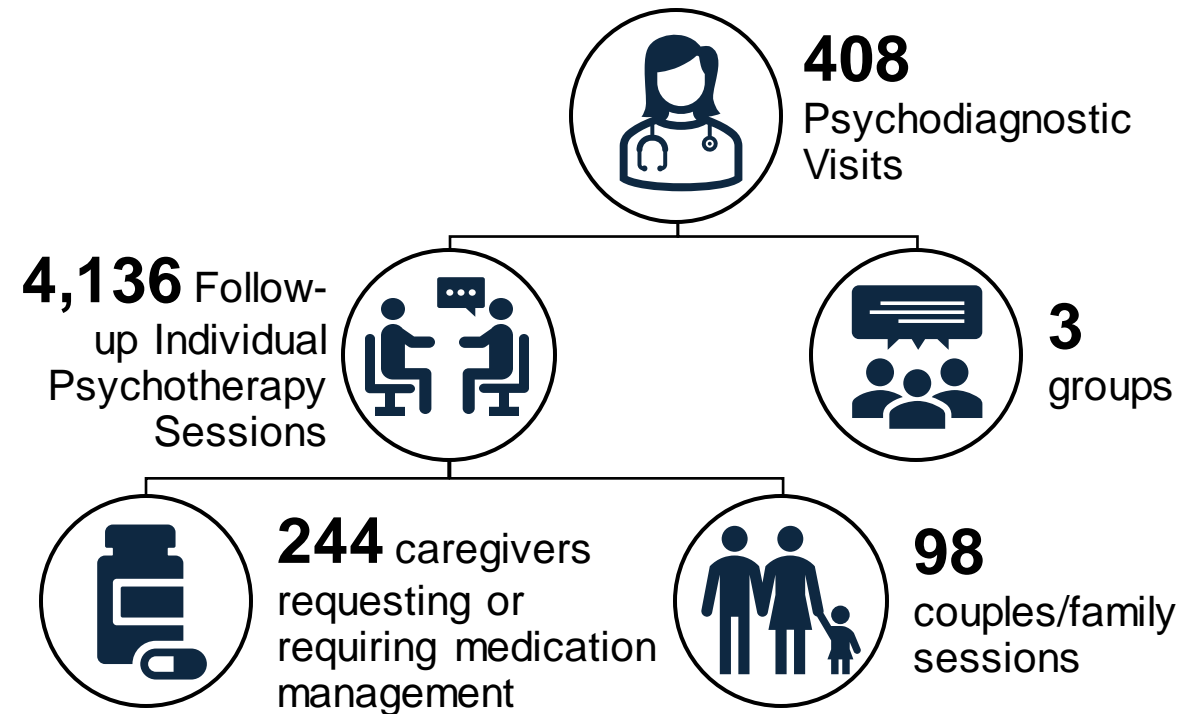 408
Psychodiagnostic
Visits
4,136 Follow-
up Individual
Psychotherapy
Sessions
3
groups
244 caregivers
requesting or
requiring medication
management
98
couples/family
sessions